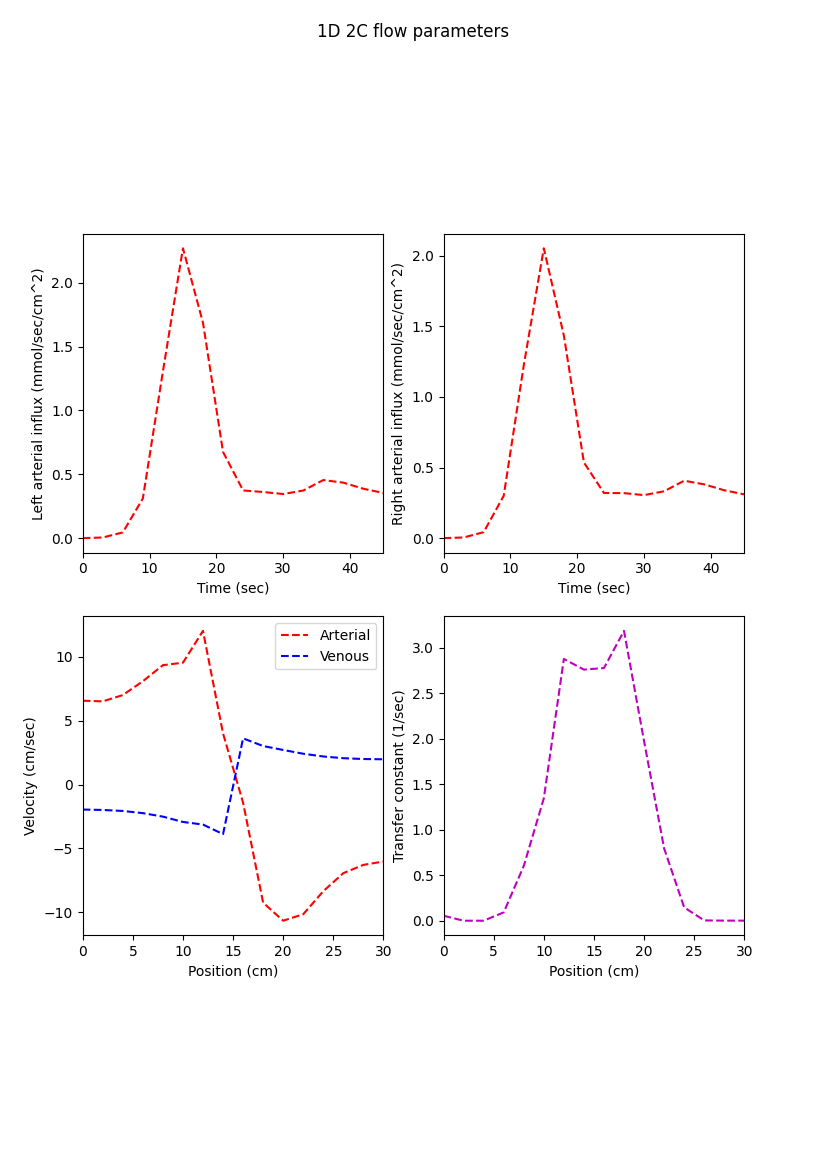 1D 2C flow parameters
Left arterial influx (mmol/sec/cm^2)
2.0
1.5
1.0
0.5
0.0
0 10 20 30 40
Time (sec)
Right arterial influx (mmol/sec/cm^2)
2.0
1.5
1.0
0.5
0.0
0 10 20 30 40
Time (sec)
Velocity (cm/sec)
10
5
0
−5
−10
Arterial
Venous
0 5 10 15 20 25 30
Position (cm)
Transfer constant (1/sec)
3.0
2.5
2.0
1.5
1.0
0.5
0.0
0 5 10 15 20 25 30
Position (cm)